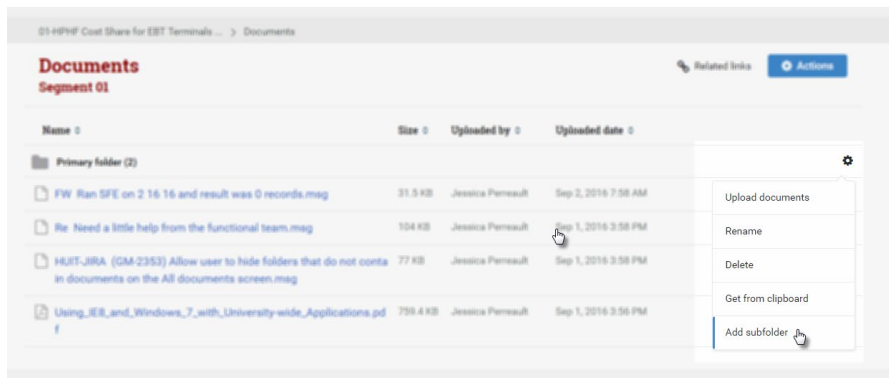 01-HPHF Cost Share for EBT Terminals ... > Documents
Documents
Segment 01
Related links
Actions
Name
Size
Uploaded by
Uploaded date
Primary folder (2)
FW Ran SFE on 2 16 16 and result was 0 records.msg
31.5 KB
Jessica Perreault
Sep 2, 2016 7:58 AM
Re Need a little help from the functional team.msg
104 KB
Jessica Perreault
Sep 1, 2016 3:58 PM
HUIT-JIRA (GM-2353) Allow user to hide folders that do not conta
in documents on the All documents screen.msg
77 KB
Jessica Perreault
Sep 1, 2016 3:58 PM
Using_IE8_and_Windows_7_with_University-wide_Applications.pd
f
759.4 KB
Jessica Perreault
Sep 1, 2016 3:56 PM
Upload documents
Rename
Delete
Get from clipboard
Add subfolder